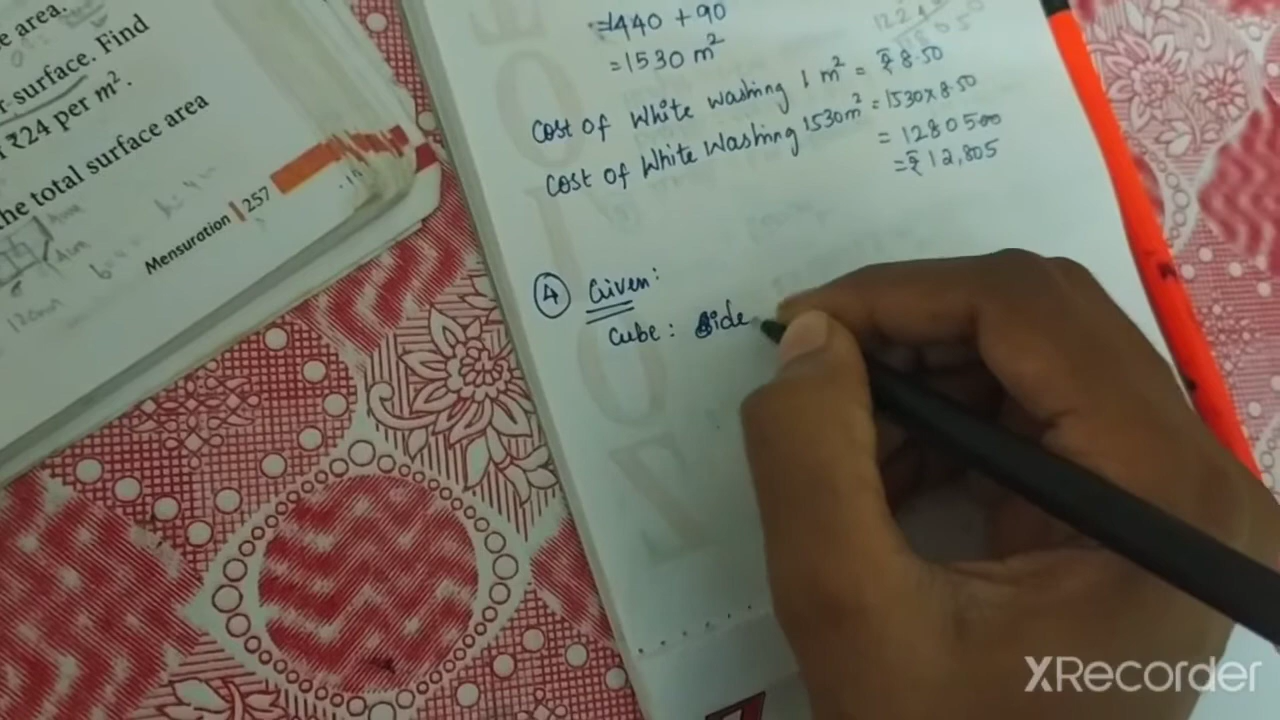 e area.
r surface. Find
₹24 per m².
he total surface area
Mensuration | 257
12cm
=1440 + 90
=1530 m²
Cost of White washing 1 m² = ₹8.50
Cost of White Washing 1530m² = 1530×8.50
= 1280500
=₹12,805
4 Given:
Cube: Side
XRecorder